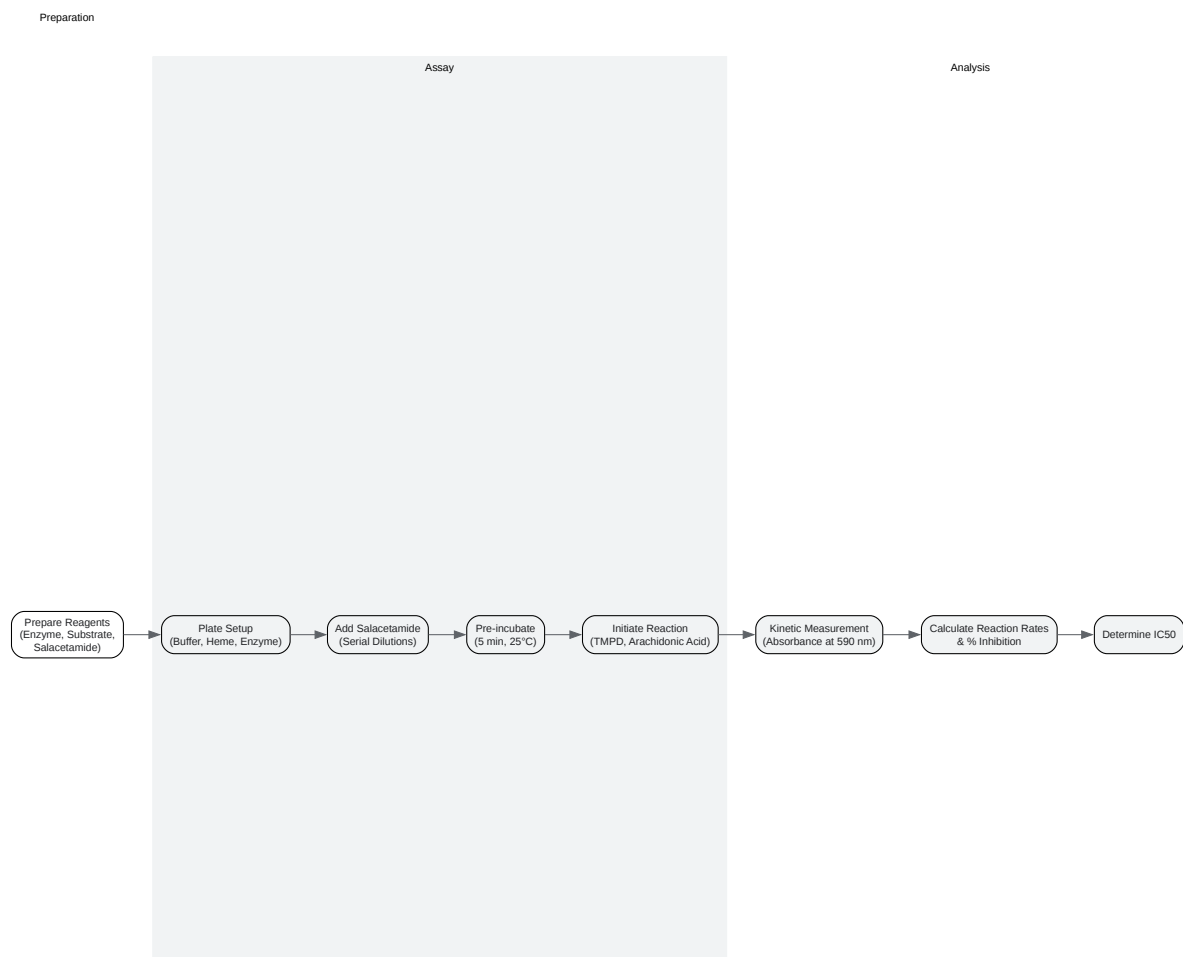 Preparation
Assay
Analysis
Prepare Reagents
(Enzyme, Substrate,
Salacetamide)
Plate Setup
(Buffer, Heme, Enzyme)
Add Salacetamide
(Serial Dilutions)
Pre-incubate
(5 min, 25°C)
Initiate Reaction
(TMPD, Arachidonic Acid)
Kinetic Measurement
(Absorbance at 590 nm)
Calculate Reaction Rates
& % Inhibition
Determine IC50